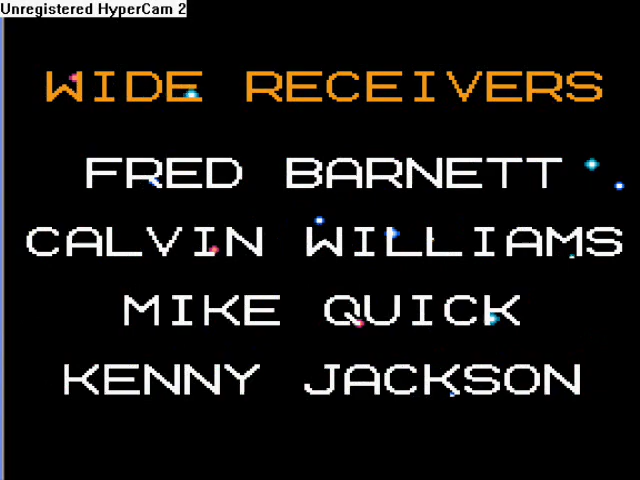 Unregistered HyperCam 2
WIDE RECEIVERS
FRED BARNETT
CALVIN WILLIAMS
MIKE QUICK
KENNY JACKSON